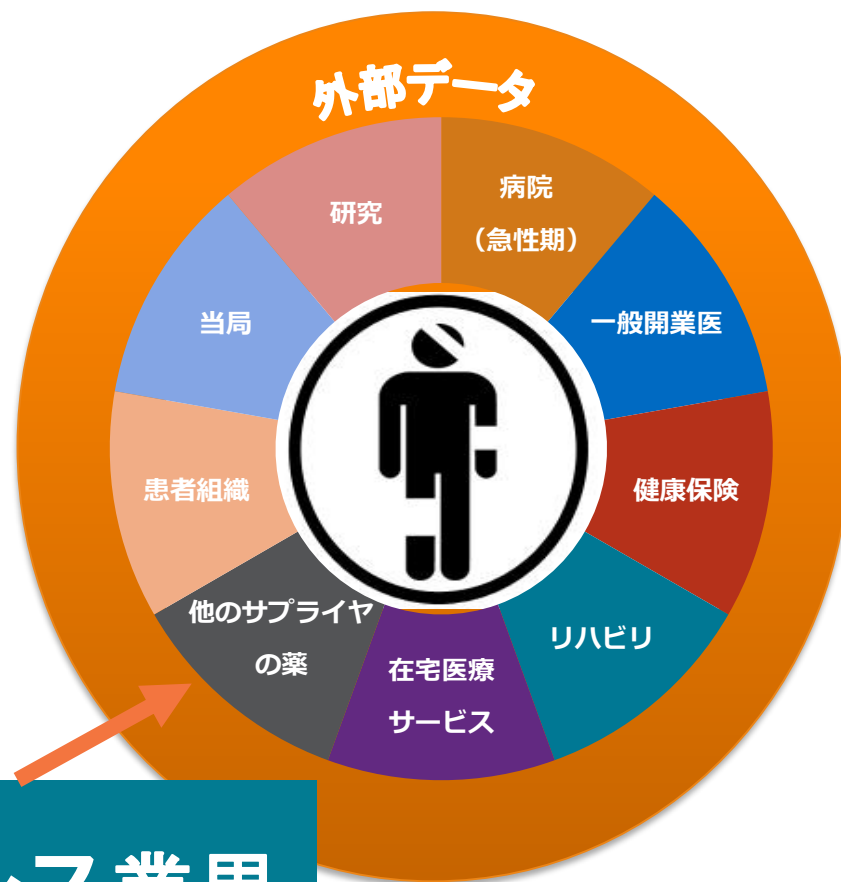 外部データ
研究
病院
（急性期）
当局
一般開業医
患者組織
健康保険
他のサプライヤ
の薬
リハビリ
在宅医療
サービス
業界